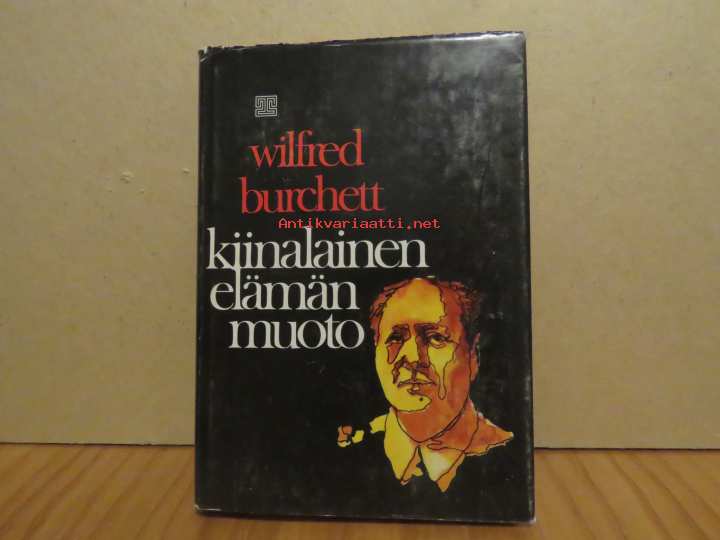 wilfred
burchett
Antikvariaatti.net
kiinalainen
elämän
muoto